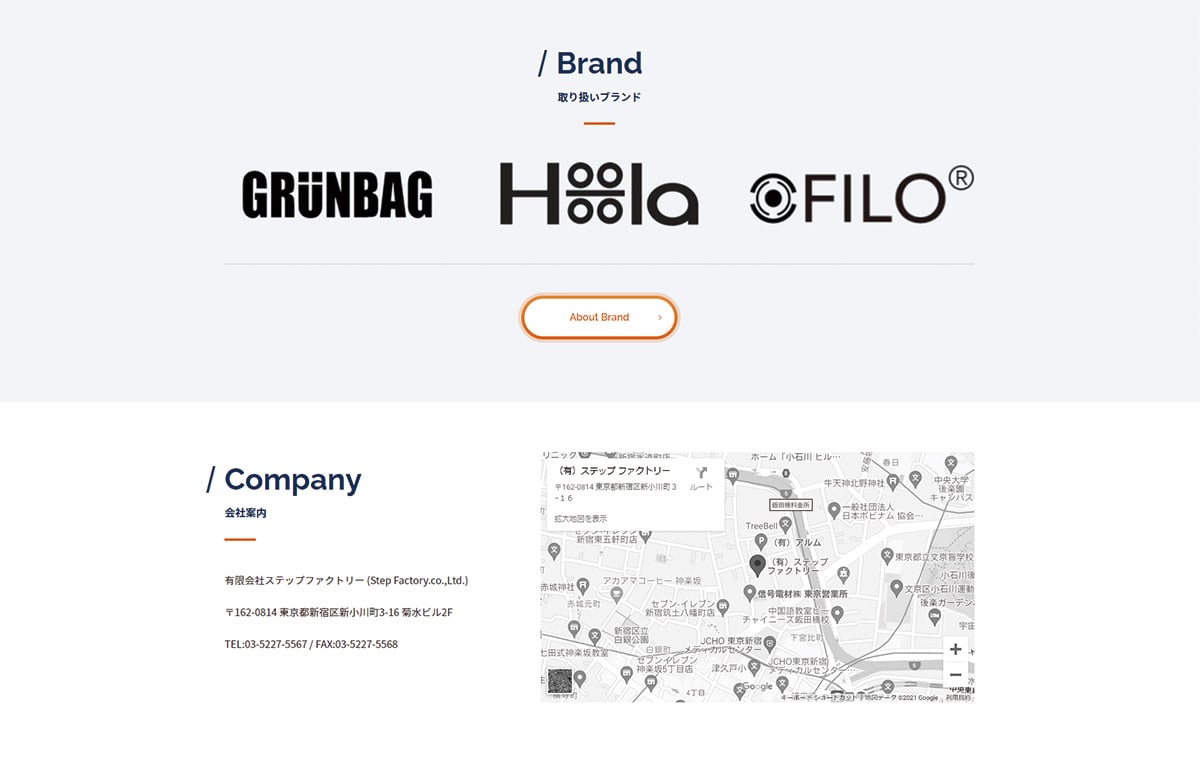 / Brand
取り扱いブランド
GRÜNBAG
Hoola
OFILO®
About Brand ›
/ Company
会社案内
有限会社ステップファクトリー (Step Factory.co.,Ltd.)
〒162-0814 東京都新宿区新小川町3-16 菊水ビル2F
TEL:03-5227-5567 / FAX:03-5227-5568
リニック
ホーム「小石川 ヒル…
（有）ステップ ファクトリー
〒162-0814 東京都新宿区新小川町３
−１６
ルート
拡大地図を表示
春日
牛天神北野神社
中央大学
後楽園
キャンパス
飯田橋料金所
一般社団法人
日本ボビナム 協会…
TreeBell
新宿東五軒町店
（有）アルム
（有）ステップ
ファクトリー
東京都立文京盲学校
赤城神社
アカアマコーヒー 神楽坂
小石川後
文京区小石川運動
赤城元町
信号電材㈱ 東京営業所
後楽ガーデン
セブン-イレブン
新宿筑土八幡町店
中国語教室ビー
チャイニーズ飯田橋校
新宿区立
白銀公園
下宮比町
JCHO 東京新宿
メディカルセンター
白銀町
七田式神楽坂教室
セブン-イレブン
神楽坂5丁目店
津久戸小
JCHO東京新宿
メディカルセンター…
4丁目
Google
キーボード ショートカット
地図データ ©2021 Google
利用規約